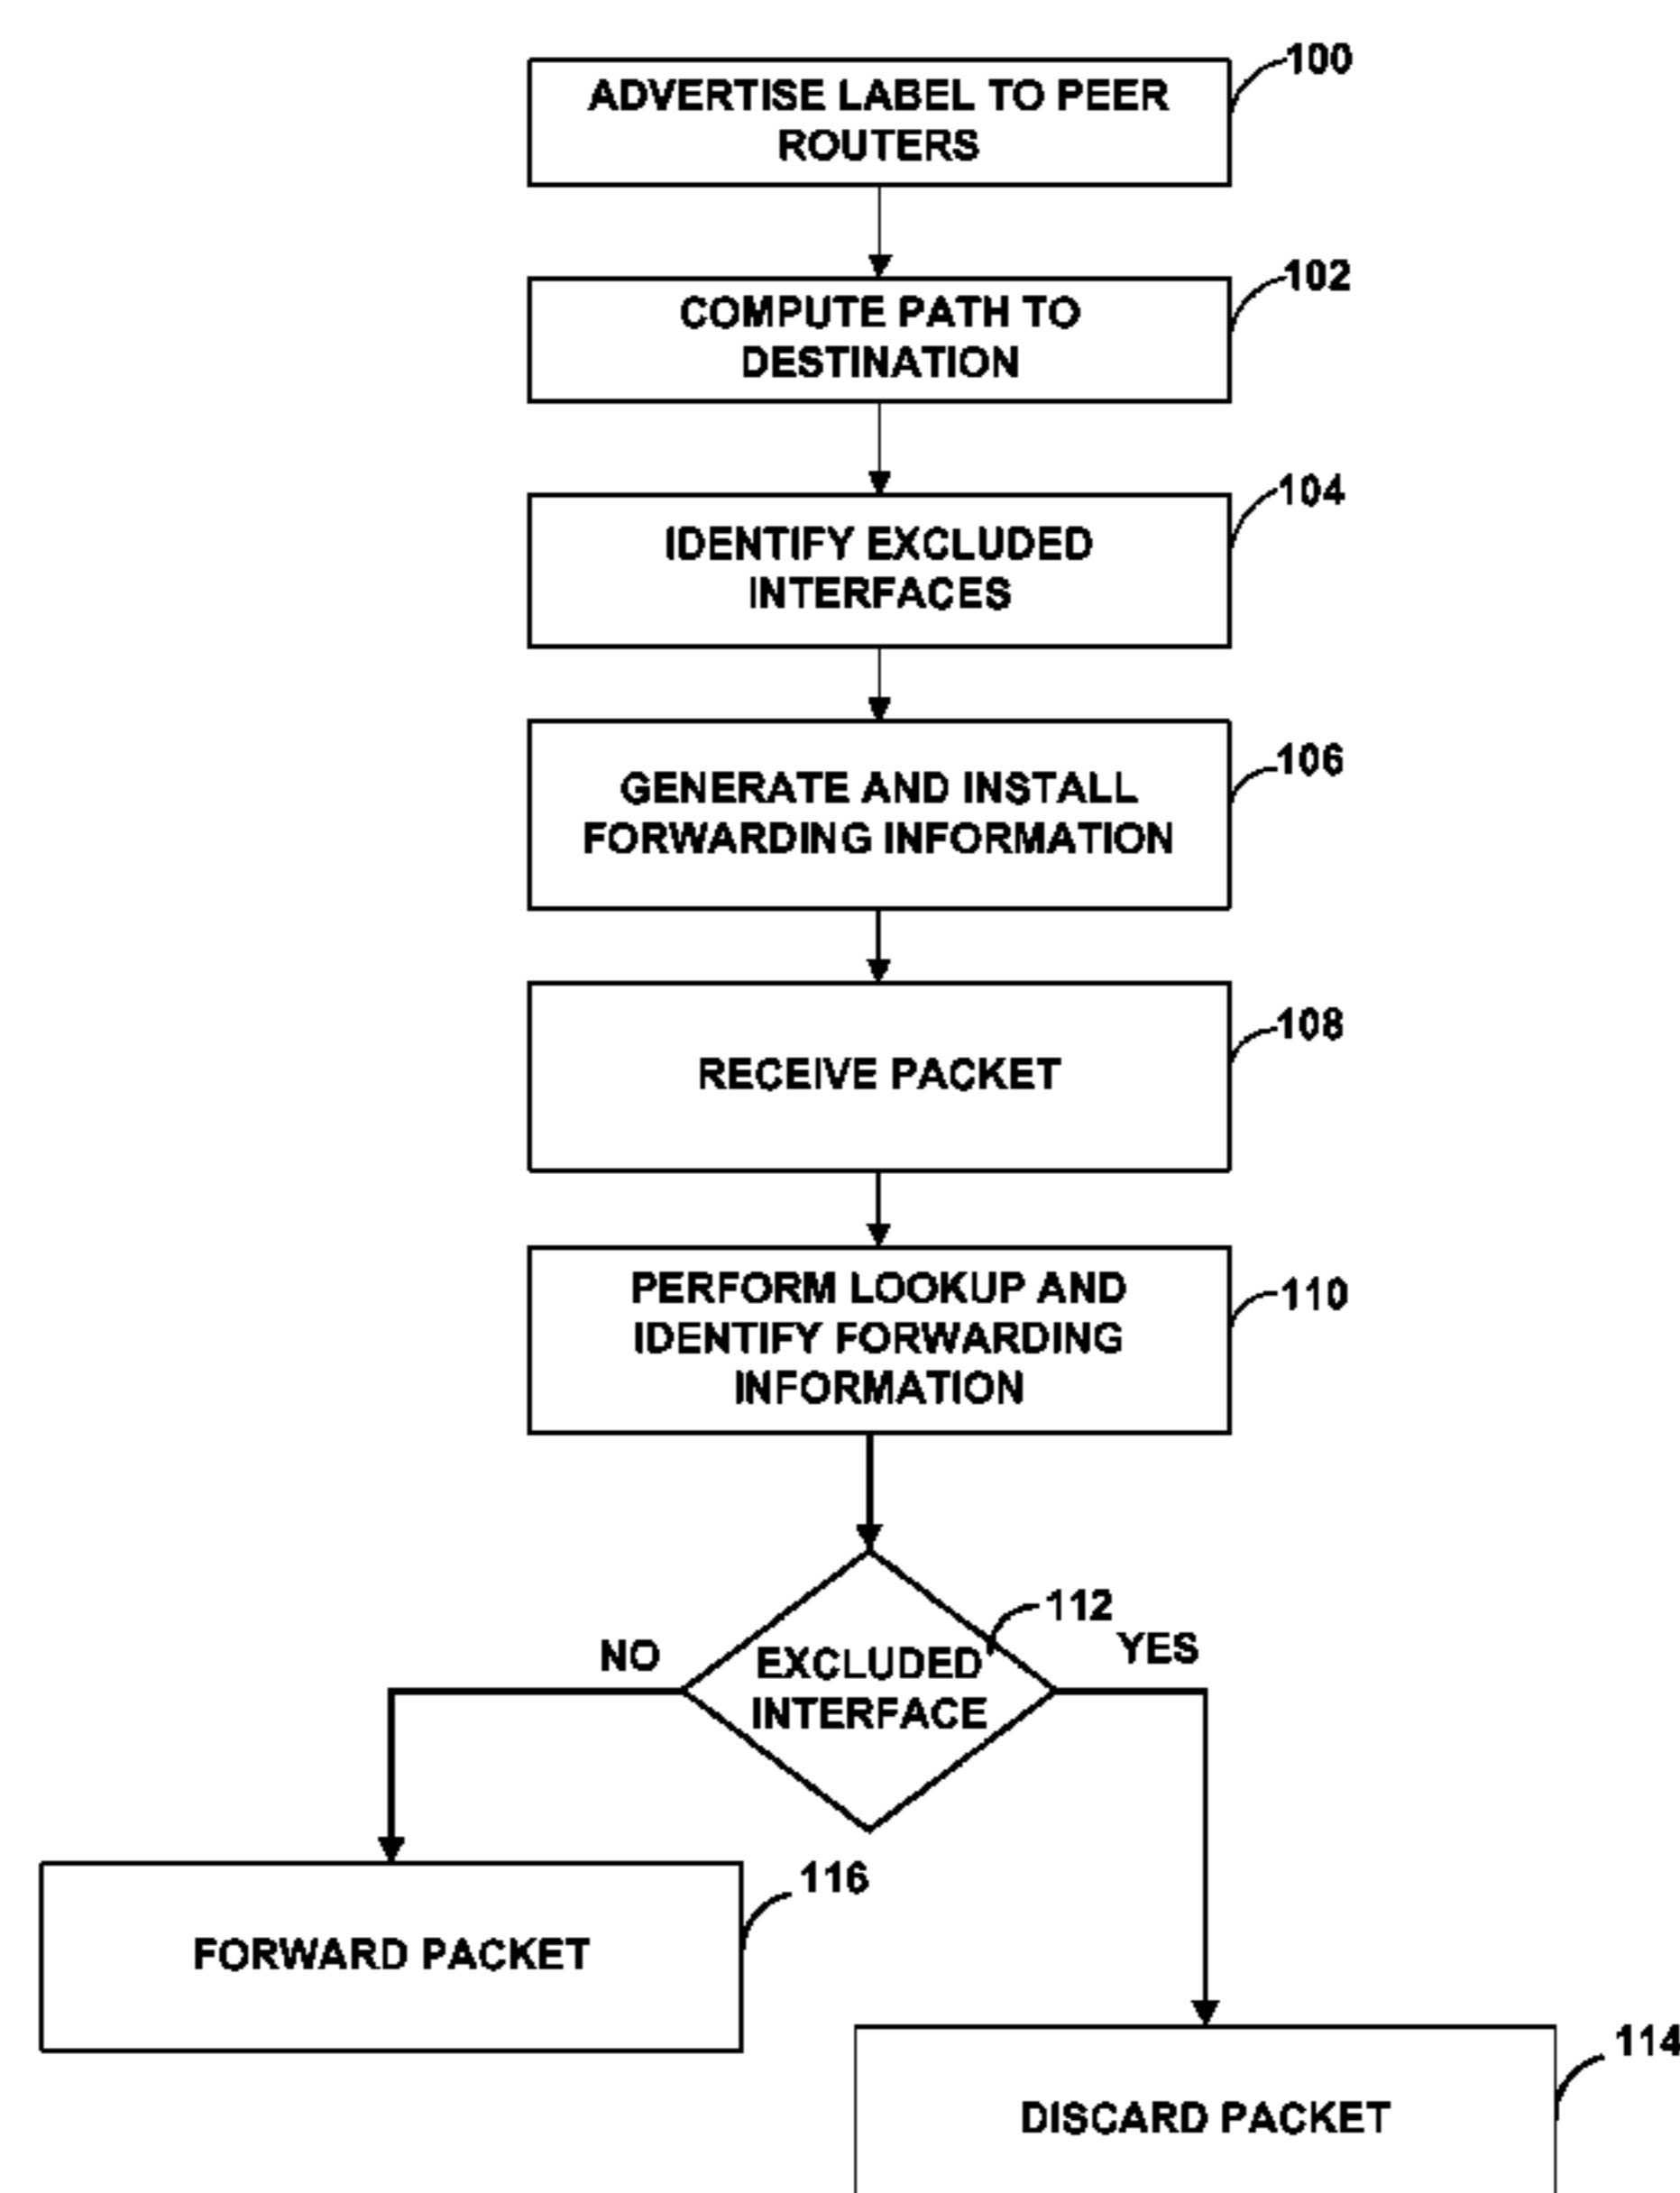 100
ADVERTISE LABEL TO PEER
ROUTERS
102
COMPUTE PATH TO
DESTINATION
104
IDENTIFY EXCLUDED
INTERFACES
106
GENERATE AND INSTALL
FORWARDING INFORMATION
108
RECEIVE PACKET
110
PERFORM LOOKUP AND
IDENTIFY FORWARDING
INFORMATION
112
NO
YES
EXCLUDED
INTERFACE
116
FORWARD PACKET
114
DISCARD PACKET